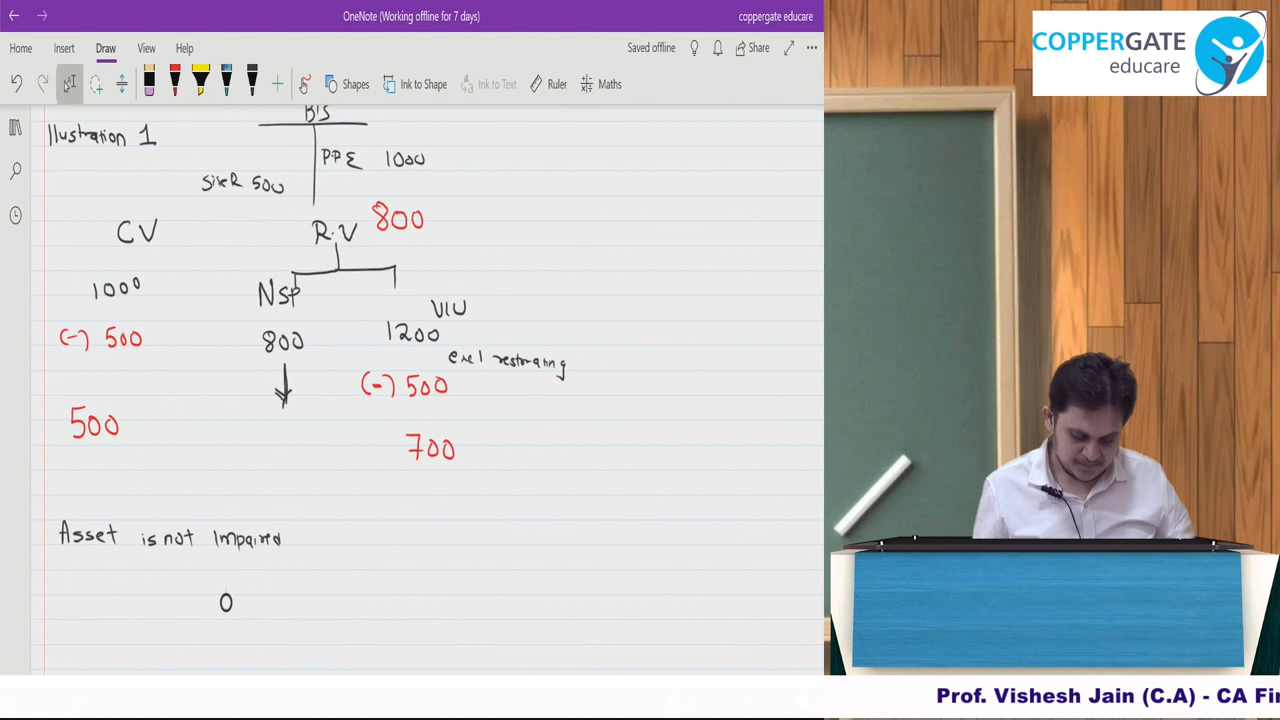 OneNote (Working offline for 7 days)
coppergate educare
Home Insert Draw View Help
Saved offline Share
Shapes Ink to Shape Ink to Text Ruler Maths
COPPERGATE
educare
B/S
Illustration 1
PPE 1000
SiteR 500
CV R.V 800
1000 NSP VIU
(-) 500 800 1200
excl restorating
(-) 500
500
700
Asset is not Impaired
0
Prof. Vishesh Jain (C.A) - CA Fi